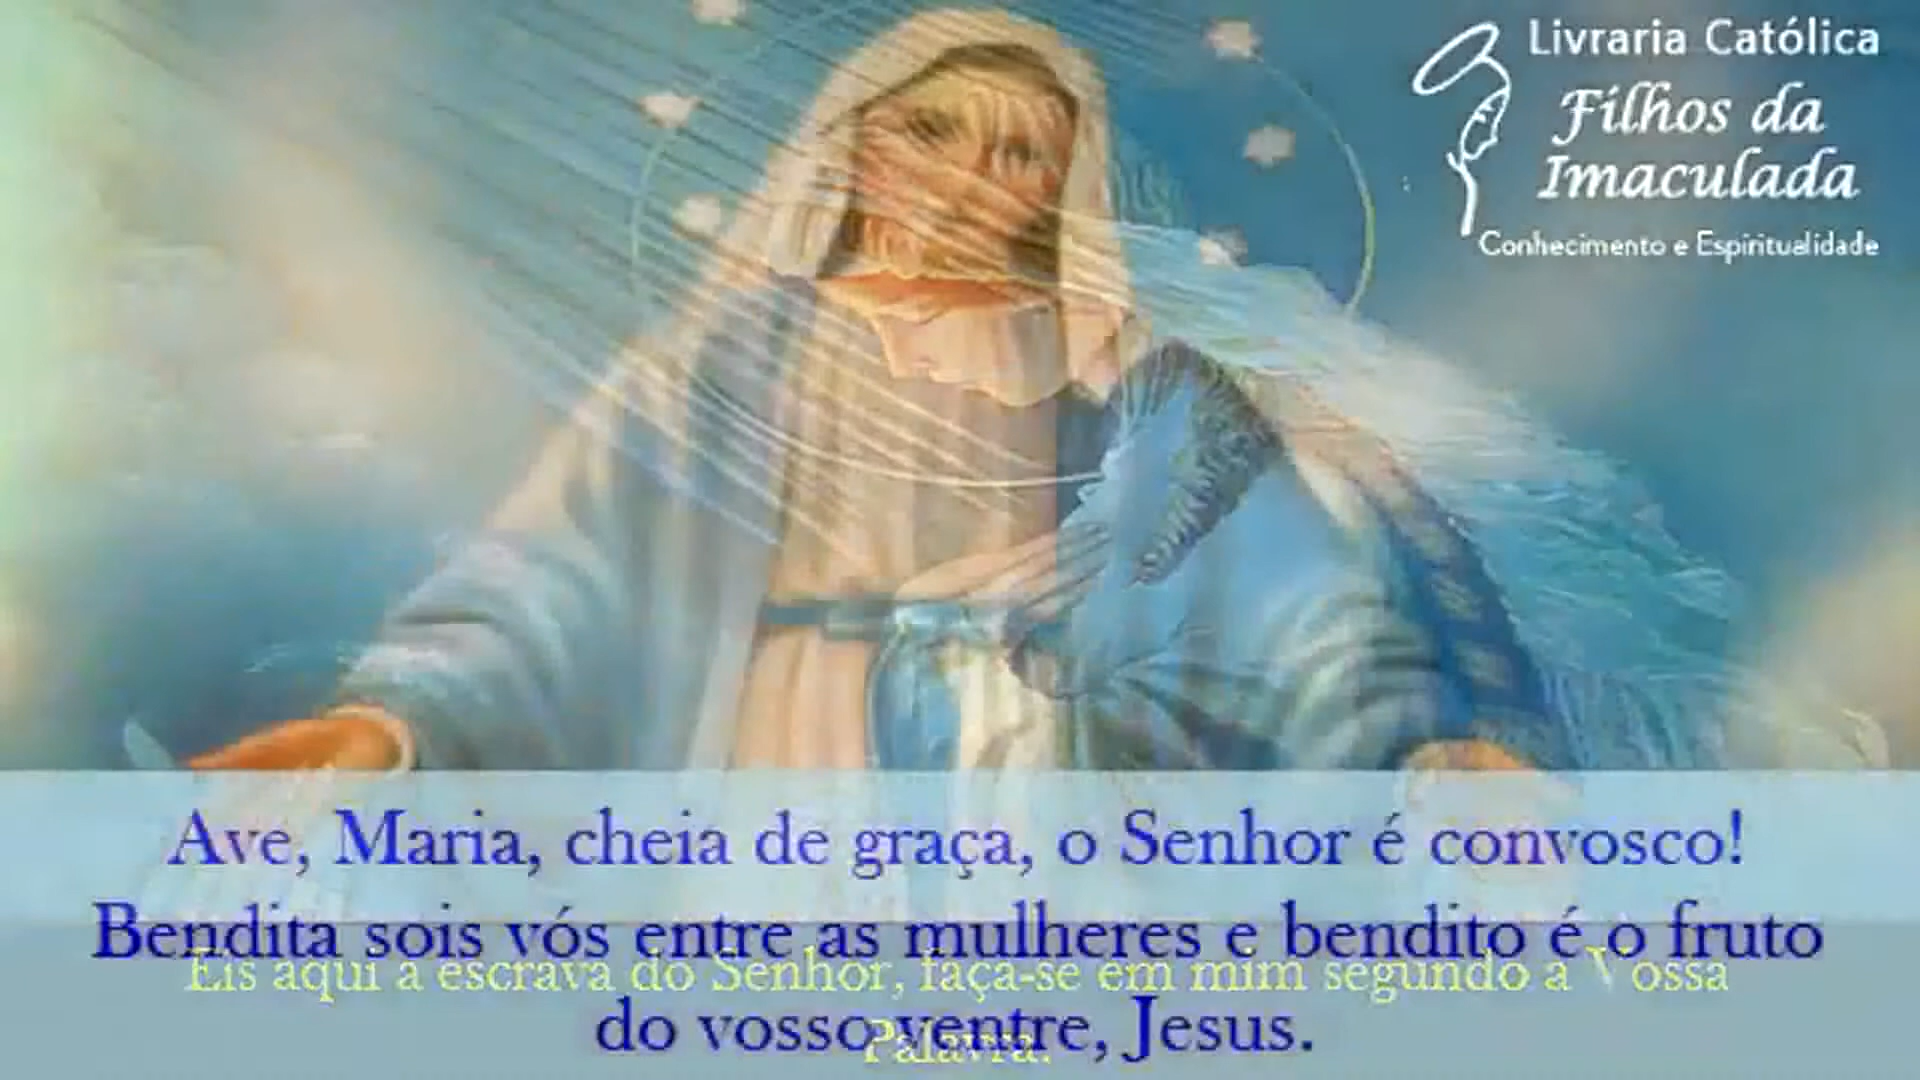 Livraria Católica
Filhos da
Imaculada
Conhecimento e Espiritualidade
Ave, Maria, cheia de graça, o Senhor é convosco!
Bendita sois vós entre as mulheres e bendito é o fruto
Eis aqui a escrava do Senhor, faça-se em mim segundo a Vossa
do vosso ventre, Jesus.
Palavra.